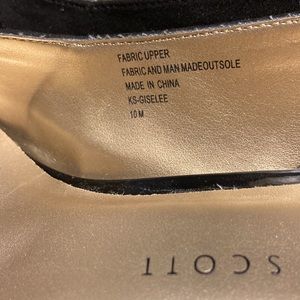 FABRIC UPPER
FABRIC AND MAN MADEOUTSOLE
MADE IN CHINA
KS-GISELEE
10 M
SCOTT